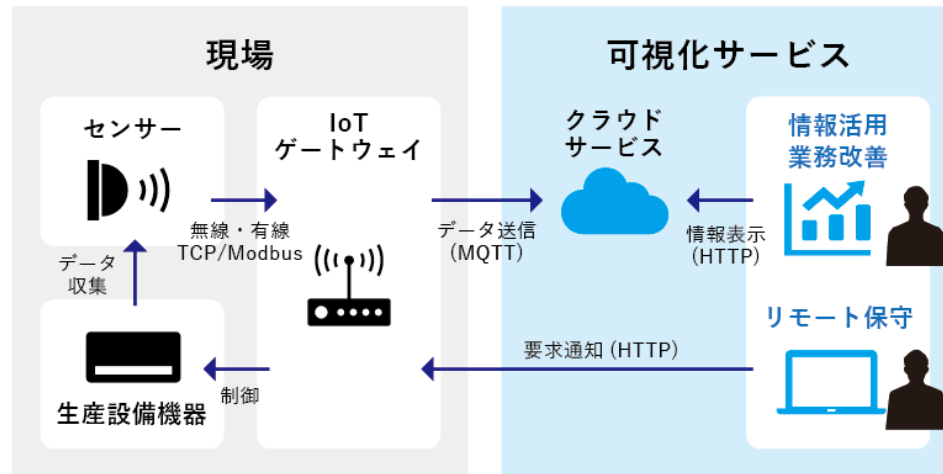 現場
可視化サービス
センサー
IoT
ゲートウェイ
クラウド
サービス
情報活用
業務改善
無線・有線
TCP/Modbus
データ送信
(MQTT)
情報表示
(HTTP)
データ
収集
リモート保守
要求通知 (HTTP)
制御
生産設備機器